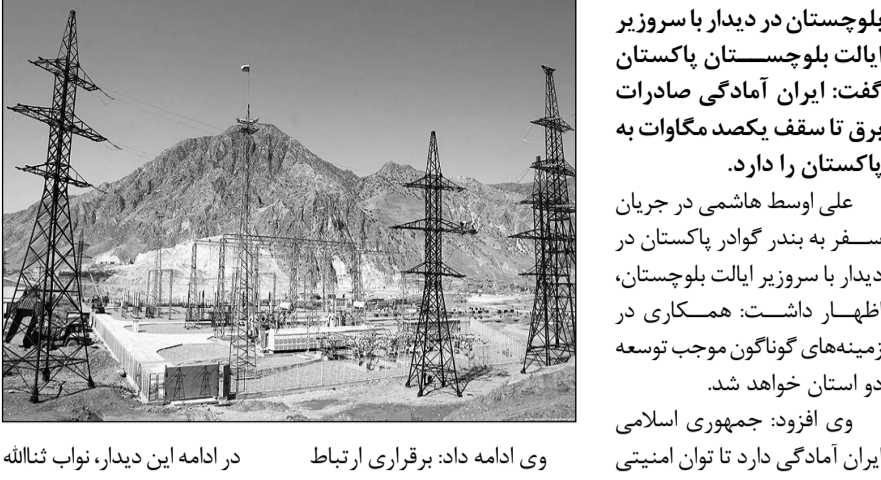 بلوچستان در دیدار با سروزیر
ایالت بلوچستان پاکستان
گفت: ایران آمادگی صادرات
برق تا سقف یکصد مگاوات به
پاکستان را دارد.
علی اوسط هاشمی در جریان
سفر به بندر گوادر پاکستان در
دیدار با سروزیر ایالت بلوچستان،
اظهار داشت: همکاری در
زمینه‌های گوناگون موجب توسعه
دو استان خواهد شد.
وی افزود: جمهوری اسلامی
ایران آمادگی دارد تا توان امنیتی
وی ادامه داد: برقراری ارتباط
در ادامه این دیدار، نواب ثناالله